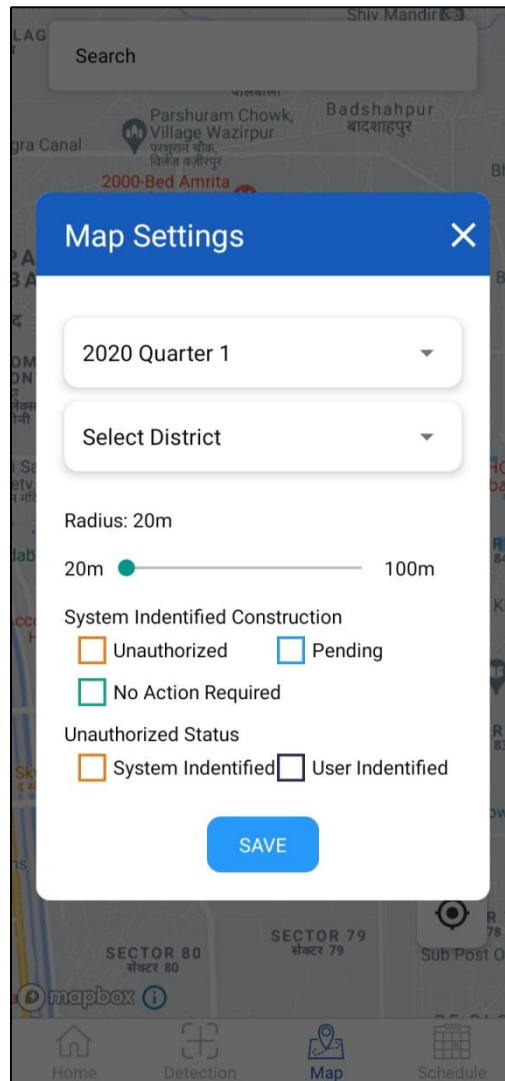 Shiv Mandir
LAG
Search
Parshuram Chowk,
Village Wazirpur
परशुराम चौक,
विलेज वज़ीरपुर
Badshahpur
बादशाहपुर
gra Canal
2000-Bed Amrita
Map Settings
2020 Quarter 1
Select District
Radius: 20m
20m
100m
System Indentified Construction
Unauthorized
Pending
No Action Required
Unauthorized Status
System Indentified
User Indentified
SAVE
SECTOR 79
सेक्टर 79
SECTOR 80
सेक्टर 80
78
Sub Post O
mapbox
Home
Detection
Map
Schedule